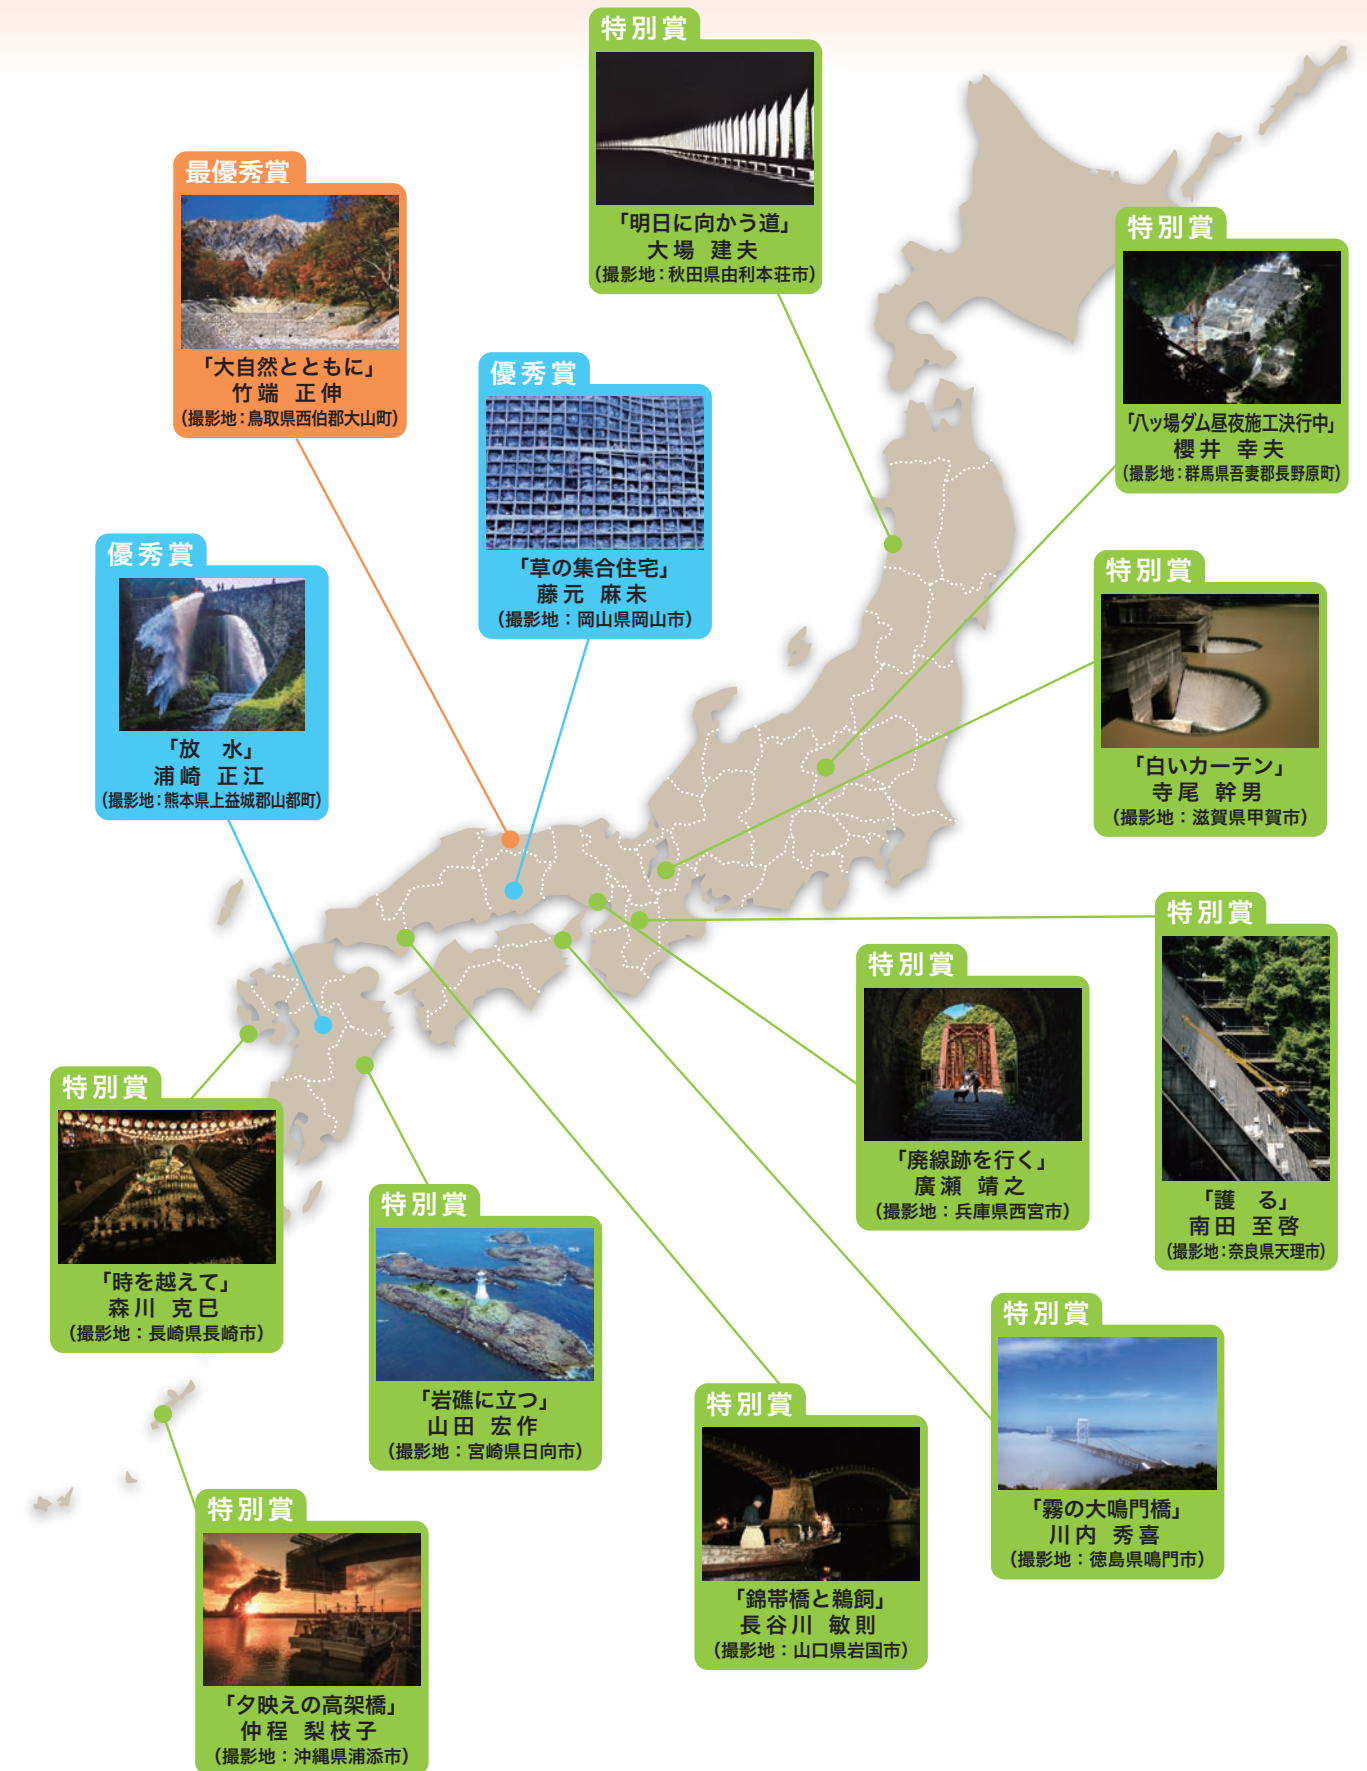 特別賞
「明日に向かう道」
大場 建夫
（撮影地：秋田県由利本荘市）
最優秀賞
「大自然とともに」
竹端 正伸
（撮影地：鳥取県西伯郡大山町）
特別賞
「八ッ場ダム昼夜施工決行中」
櫻井 幸夫
（撮影地：群馬県吾妻郡長野原町）
優秀賞
「草の集合住宅」
藤元 麻未
（撮影地：岡山県岡山市）
優秀賞
「放　水」
浦崎 正江
（撮影地：熊本県上益城郡山都町）
特別賞
「白いカーテン」
寺尾 幹男
（撮影地：滋賀県甲賀市）
特別賞
「護　る」
南田 至啓
（撮影地：奈良県天理市）
特別賞
「廃線跡を行く」
廣瀬 靖之
（撮影地：兵庫県西宮市）
特別賞
「時を越えて」
森川 克巳
（撮影地：長崎県長崎市）
特別賞
「岩礁に立つ」
山田 宏作
（撮影地：宮崎県日向市）
特別賞
「霧の大鳴門橋」
川内 秀喜
（撮影地：徳島県鳴門市）
特別賞
「錦帯橋と鵜飼」
長谷川 敏則
（撮影地：山口県岩国市）
特別賞
「夕映えの高架橋」
仲程 梨枝子
（撮影地：沖縄県浦添市）